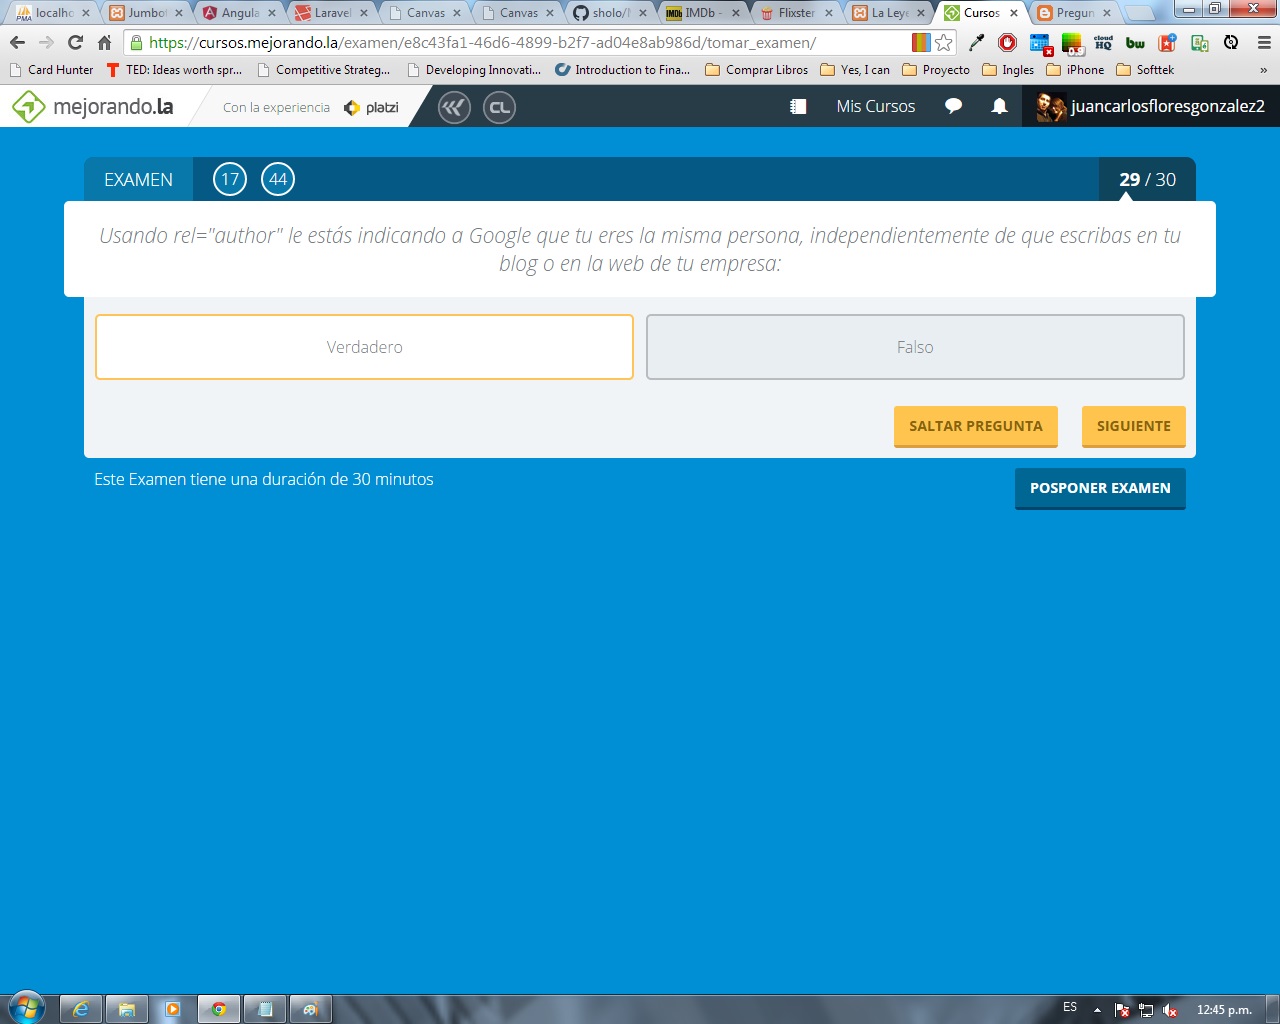 localho
Jumbot
Angula
Laravel
Canvas
Canvas
sholo/l
IMDb -
Flixster
La Leye
Cursos
Pregun
https://cursos.mejorando.la/examen/e8c43fa1-46d6-4899-b2f7-ad04e8ab986d/tomar_examen/
Card Hunter
TED: Ideas worth spr...
Competitive Strateg...
Developing Innovati...
Introduction to Fina...
Comprar Libros
Yes, I can
Proyecto
Ingles
iPhone
Softtek
»
mejorando.la
Con la experiencia
platzi
CL
Mis Cursos
juancarlosfloresgonzalez2
EXAMEN
17
44
29 / 30
Usando rel="author" le estás indicando a Google que tu eres la misma persona, independientemente de que escribas en tu
blog o en la web de tu empresa:
Verdadero
Falso
SALTAR PREGUNTA
SIGUIENTE
Este Examen tiene una duración de 30 minutos
POSPONER EXAMEN
ES
12:45 p.m.